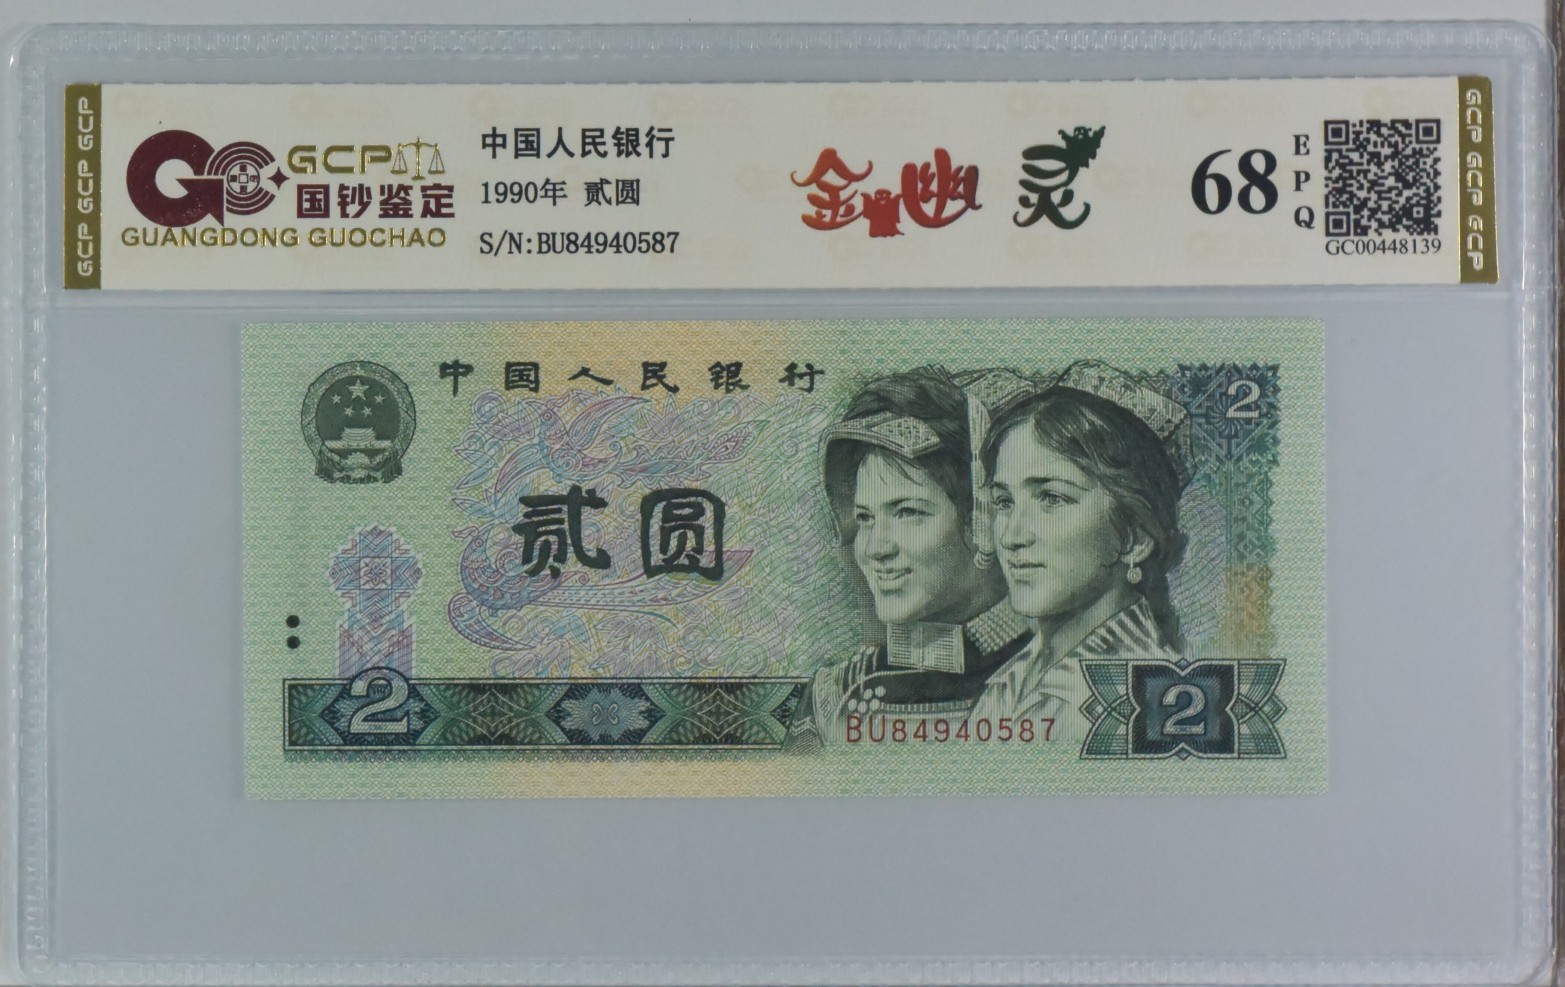 GCP GCP GCP
GCP
国钞鉴定
GUANGDONG GUOCHAO
中国人民银行
1990年 贰圆
S/N:BU84940587
金幽灵
68
EPQ
GC00448139
GCP GCP GCP
中国人民银行
2
贰圆
2
BU84940587
2